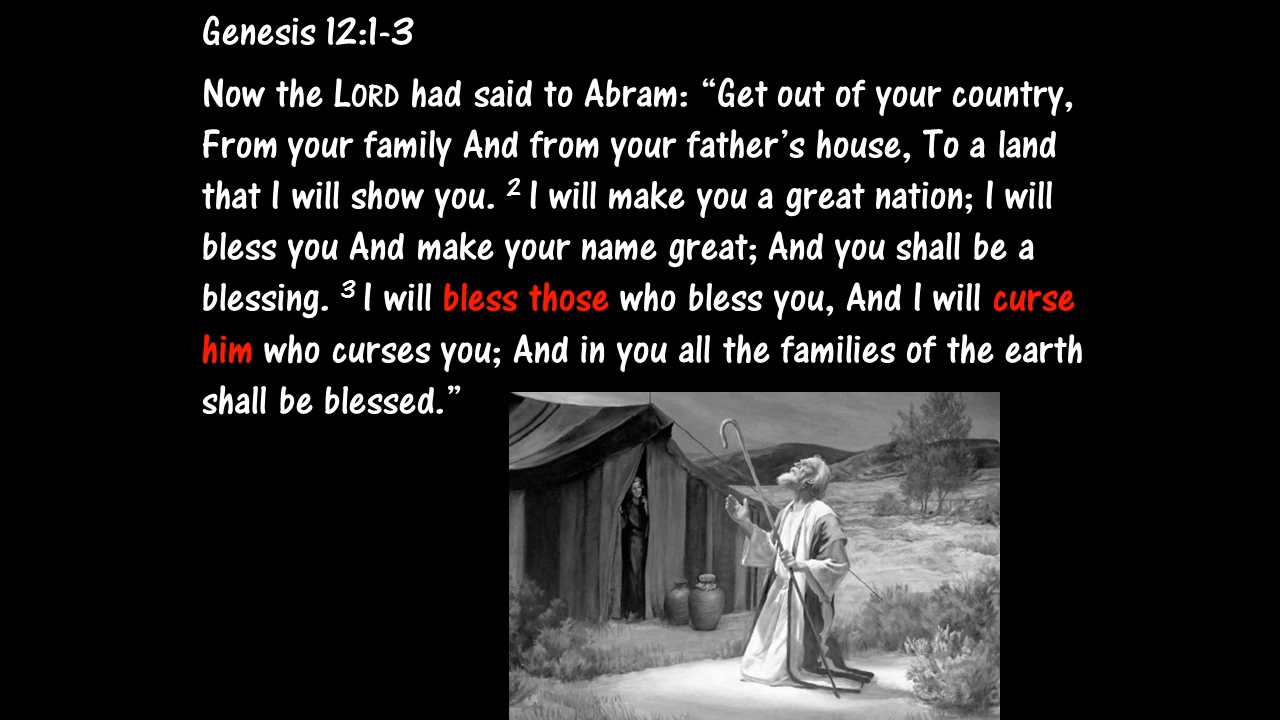 Genesis 12:1-3
Now the LORD had said to Abram: “Get out of your country,
From your family And from your father’s house, To a land
that I will show you. 2 I will make you a great nation; I will
bless you And make your name great; And you shall be a
blessing. 3 I will bless those who bless you, And I will curse
him who curses you; And in you all the families of the earth
shall be blessed.”